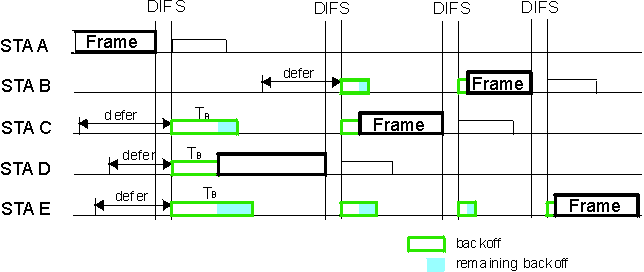 DIFS DIFS DIFS DIFS
STA A Frame
STA B defer Frame
STA C defer TB Frame
STA D defer TB
STA E defer TB Frame
backoff
remaining backoff